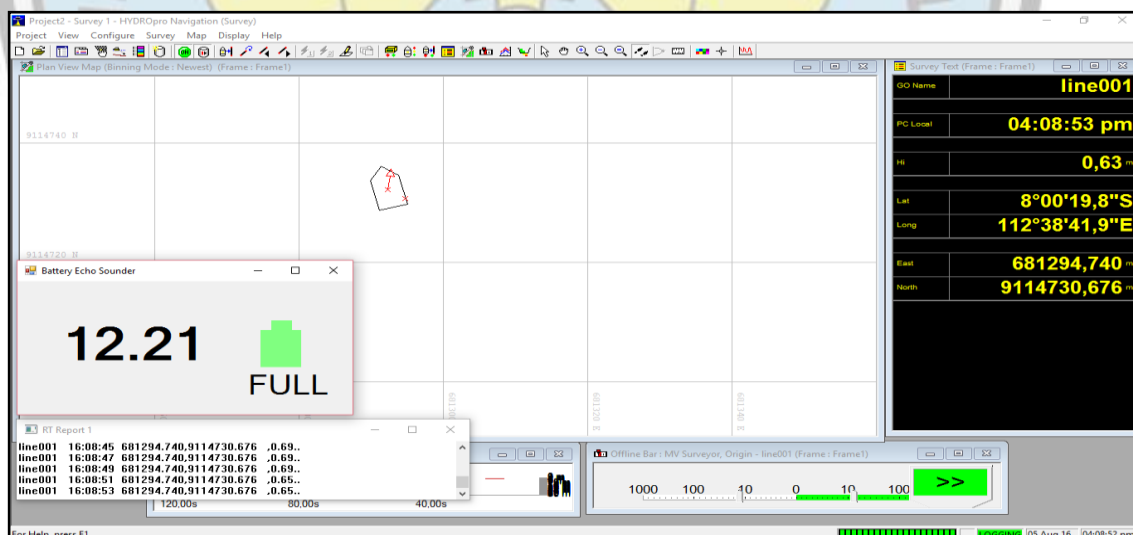 Project2 - Survey 1 - HYDROpro Navigation (Survey)
Project View Configure Survey Map Display Help
Plan View Map (Binning Mode : Newest) (Frame : Frame1)
9114740 N
9114720 N
681320 E
681340 E
Survey Text (Frame : Frame1)
GO Name line001
PC Local 04:08:53 pm
Hi 0,63 m
Lat 8°00'19,8"S
Long 112°38'41,9"E
East 681294,740 m
North 9114730,676 m
Battery Echo Sounder
12.21
FULL
RT Report 1
line001 16:08:45 681294.740,9114730.676 ,0.69..
line001 16:08:47 681294.740,9114730.676 ,0.69..
line001 16:08:49 681294.740,9114730.676 ,0.69..
line001 16:08:51 681294.740,9114730.676 ,0.65..
line001 16:08:53 681294.740,9114730.676 ,0.65..
120,00s 80,00s 40,00s
Offline Bar : MV Surveyor, Origin - line001 (Frame : Frame1)
1000 100 10 0 10 100
>>
For Help, press F1
LOGGING 05 Aug 16 04:08:53 pm